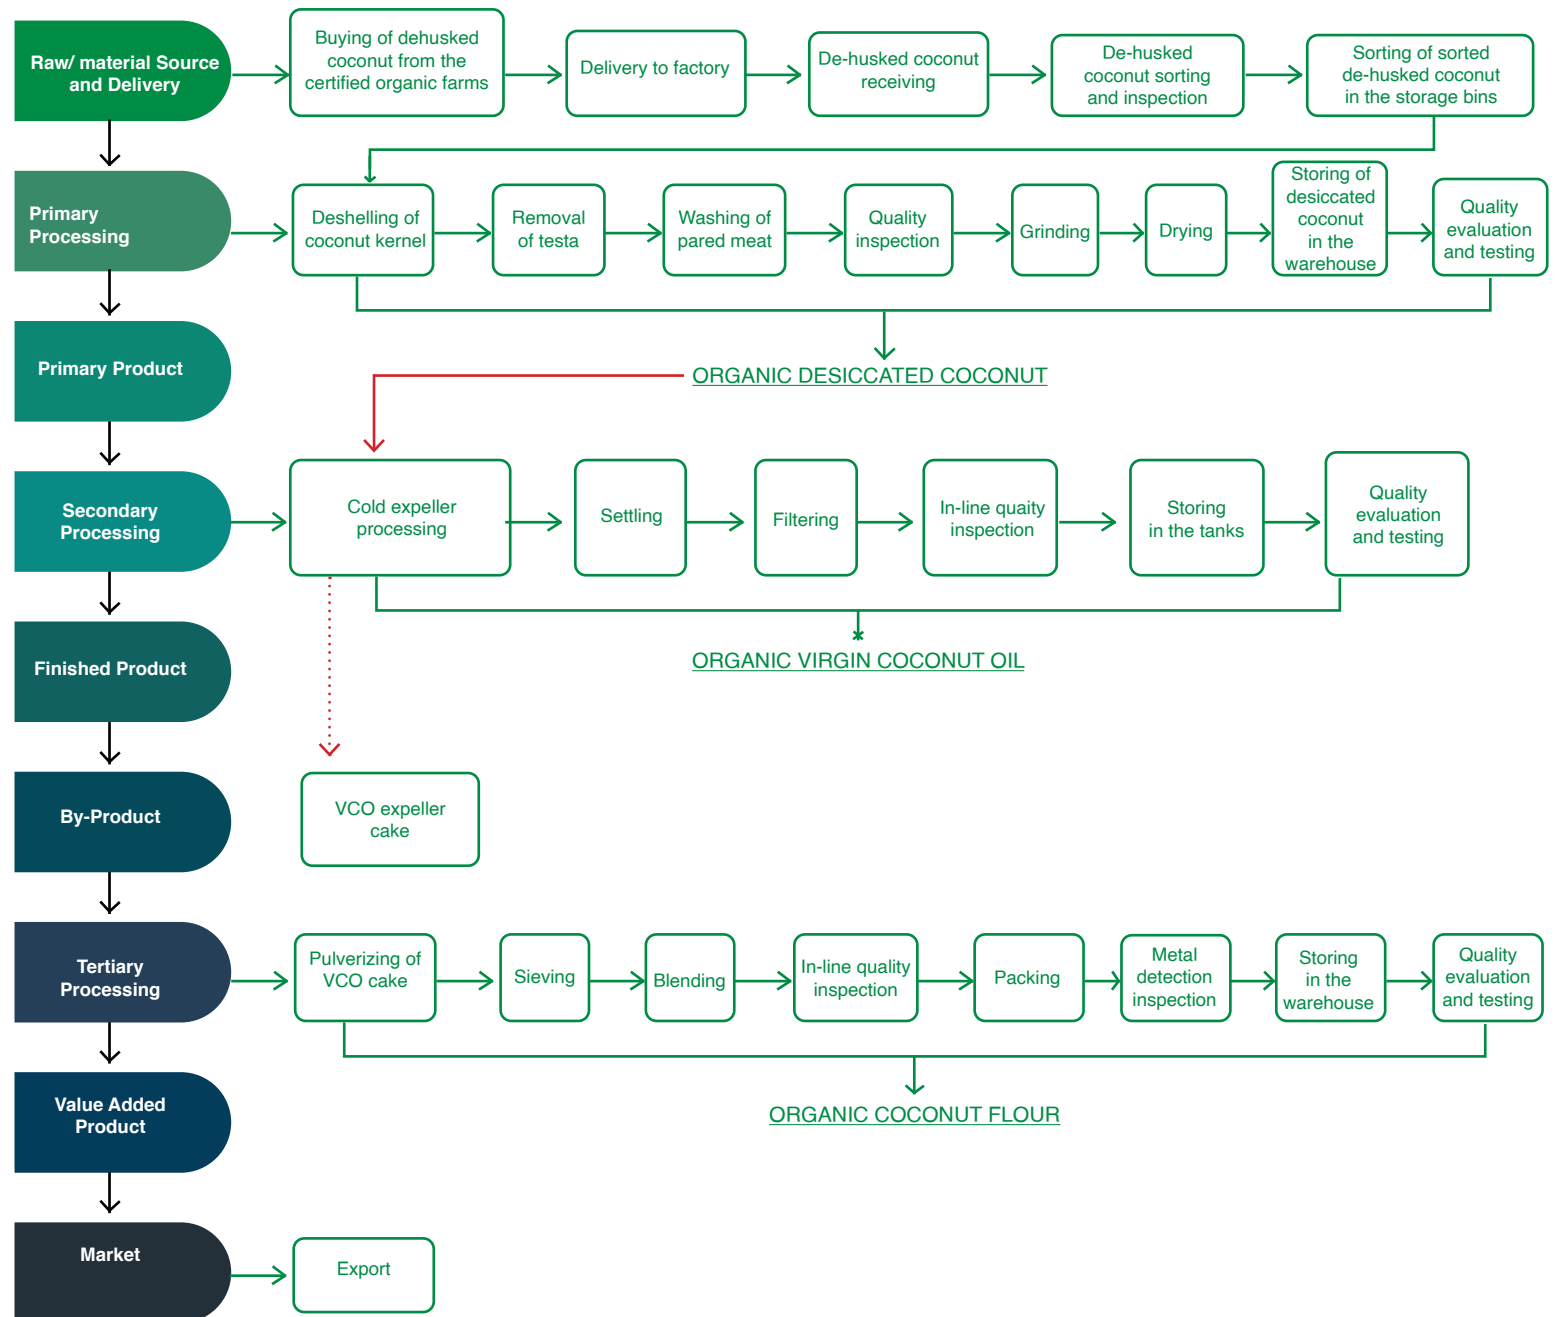 Raw/ material Source
and Delivery
Buying of dehusked
coconut from the
certified organic farms
Delivery to factory
De-husked coconut
receiving
De-husked
coconut sorting
and inspection
Sorting of sorted
de-husked coconut
in the storage bins
Primary
Processing
Deshelling of
coconut kernel
Removal
of testa
Washing of
pared meat
Quality
inspection
Grinding
Drying
Storing of
desiccated
coconut
in the
warehouse
Quality
evaluation
and testing
Primary Product
ORGANIC DESICCATED COCONUT
Secondary
Processing
Cold expeller
processing
Settling
Filtering
In-line quaity
inspection
Storing
in the tanks
Quality
evaluation
and testing
Finished Product
ORGANIC VIRGIN COCONUT OIL
By-Product
VCO expeller
cake
Tertiary
Processing
Pulverizing of
VCO cake
Sieving
Blending
In-line quality
inspection
Packing
Metal
detection
inspection
Storing
in the
warehouse
Quality
evaluation
and testing
Value Added
Product
ORGANIC COCONUT FLOUR
Market
Export